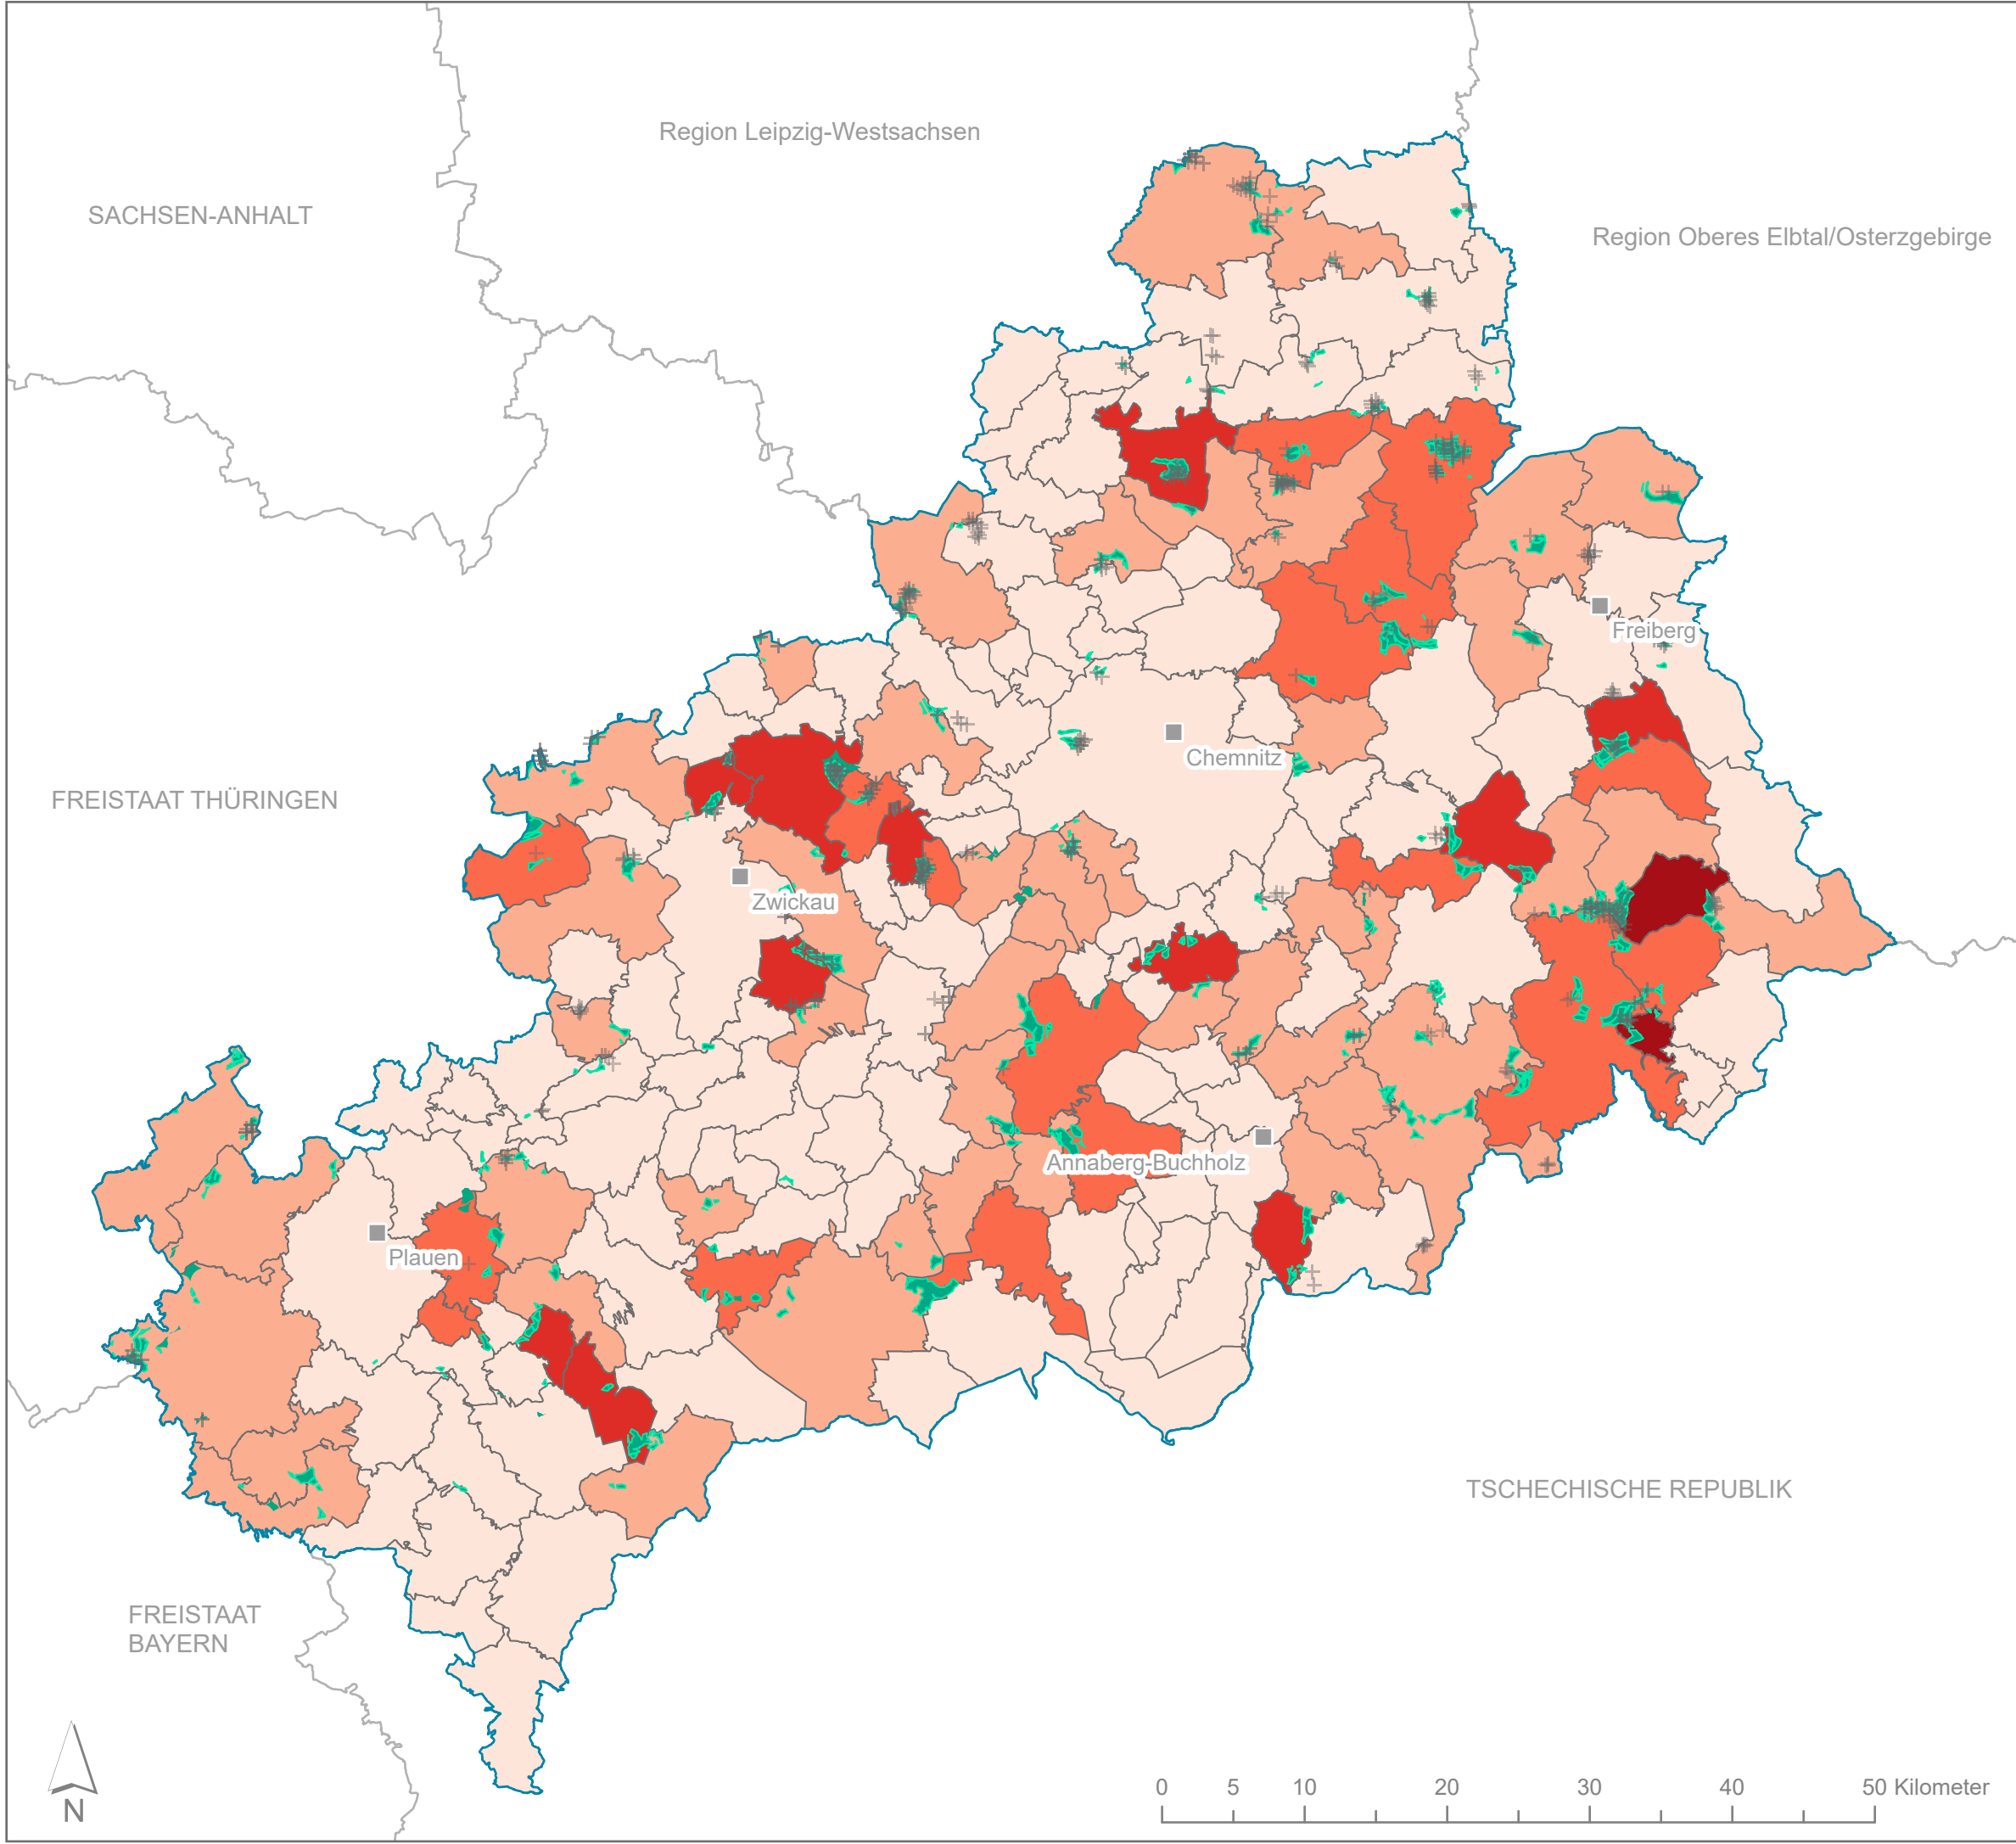 Region Leipzig-Westsachsen
SACHSEN-ANHALT
Region Oberes Elbtal/Osterzgebirge
Freiberg
Chemnitz
FREISTAAT THÜRINGEN
Zwickau
Annaberg-Buchholz
Plauen
TSCHECHISCHE REPUBLIK
FREISTAAT
BAYERN
N
0 5 10 20 30 40 50 Kilometer